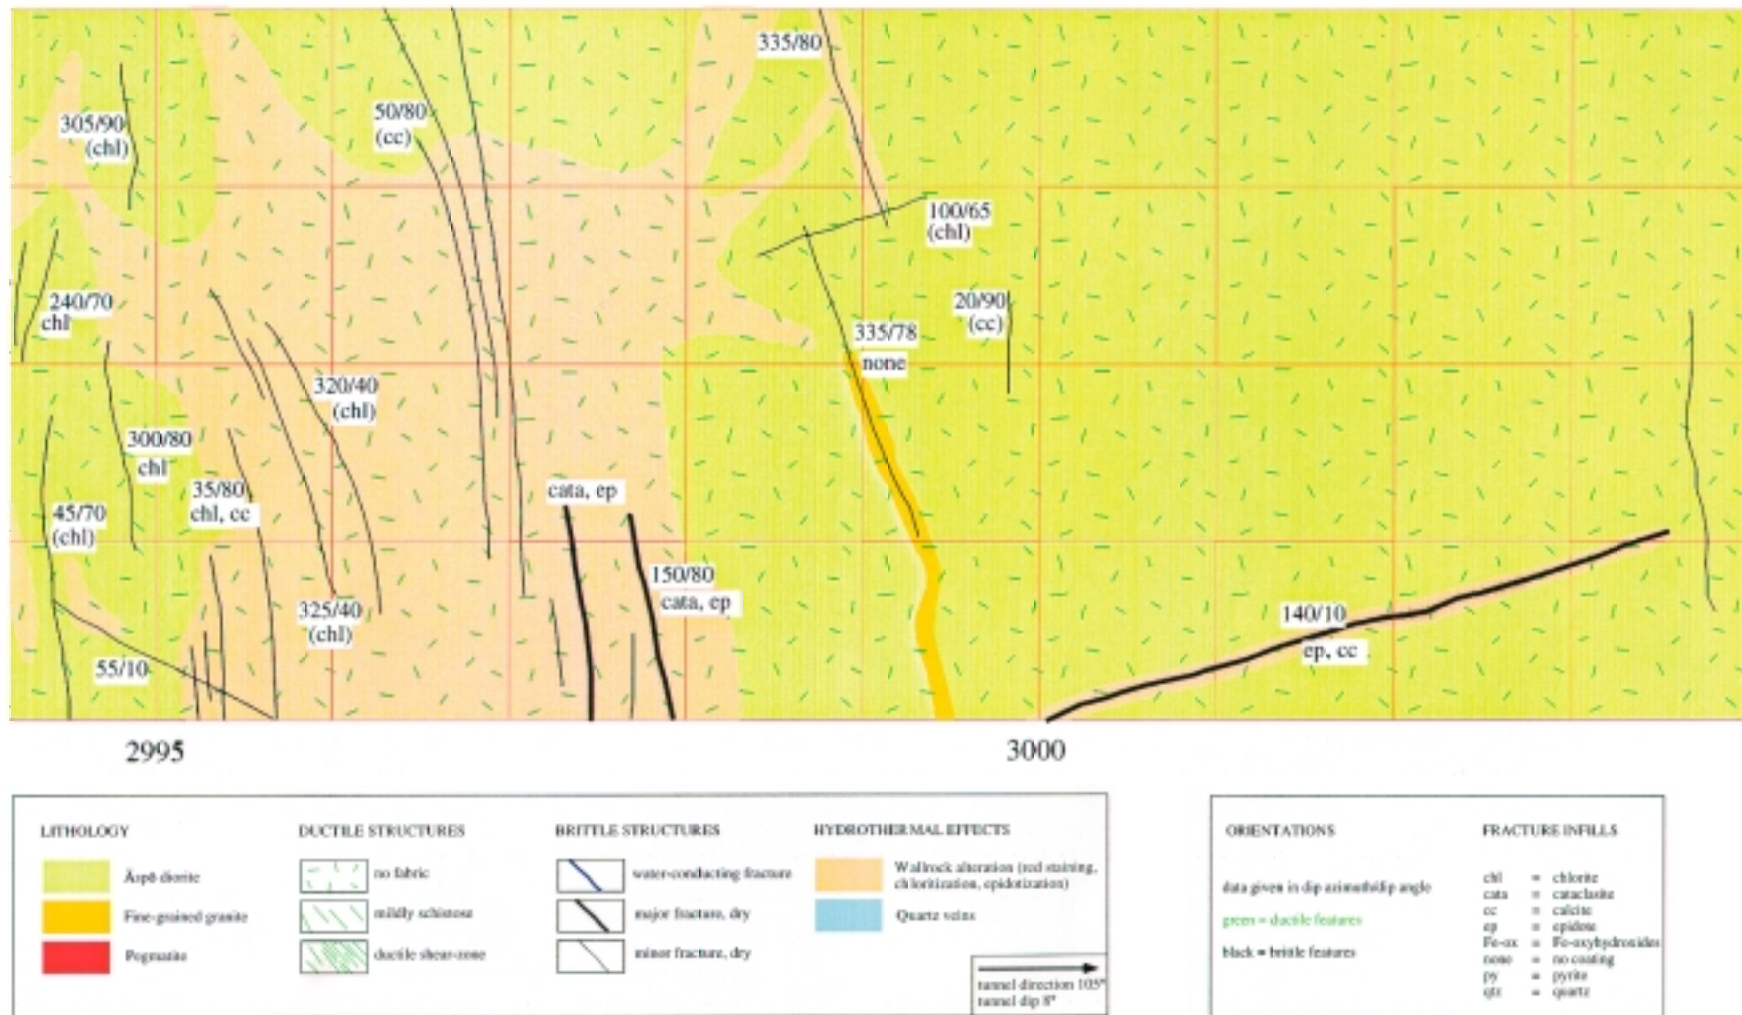 335/80
305/90
(chl)
50/80
(cc)
100/65
(chl)
240/70
chl
20/90
(cc)
335/78
none
320/40
(chl)
300/80
chl
35/80
chl, cc
cata, ep
45/70
(chl)
150/80
cata, ep
325/40
(chl)
140/10
ep, cc
55/10
2995
3000
LITHOLOGY
Äspö diorite
Fine-grained granite
Pegmatite
DUCTILE STRUCTURES
no fabric
mildly schistose
ductile shear-zone
BRITTLE STRUCTURES
water-conducting fracture
major fracture, dry
minor fracture, dry
HYDROTHERMAL EFFECTS
Wallrock alteration (red staining,
chloritization, epidotization)
Quartz veins
tunnel direction 105°
tunnel dip 8°
ORIENTATIONS
data given in dip azimuth/dip angle
green = ductile features
black = brittle features
FRACTURE INFILLS
chl = chlorite
cata = cataclasite
cc = calcite
ep = epidote
Fe-ox = Fe-oxyhydroxides
none = no coating
py = pyrite
qtz = quartz